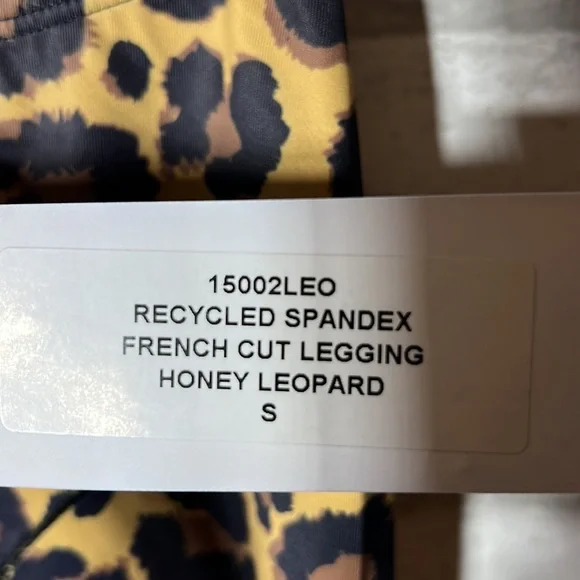 15002LEO
RECYCLED SPANDEX
FRENCH CUT LEGGING
HONEY LEOPARD
S